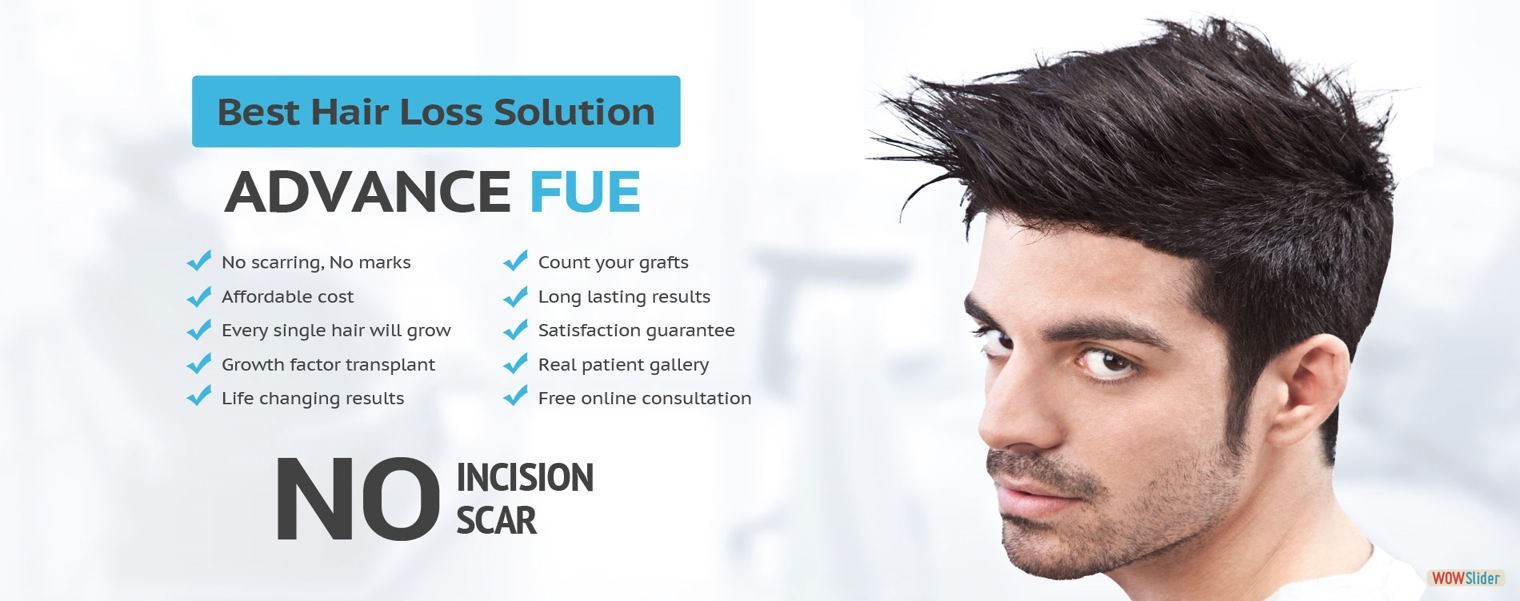 Best Hair Loss Solution
ADVANCE FUE
No scarring, No marks
Affordable cost
Every single hair will grow
Growth factor transplant
Life changing results
Count your grafts
Long lasting results
Satisfaction guarantee
Real patient gallery
Free online consultation
NO INCISION
SCAR
WOWSlider